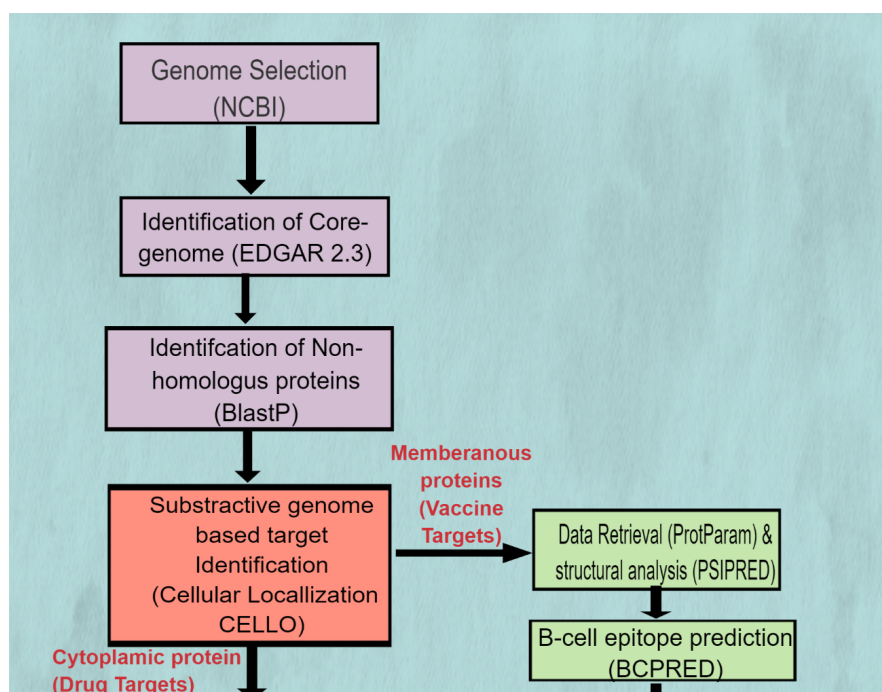 Genome Selection
(NCBI)
Identification of Core-
genome (EDGAR 2.3)
Identifcation of Non-
homologus proteins
(BlastP)
Memberanous
proteins
(Vaccine
Targets)
Substractive genome
based target
Identification
(Cellular Locallization
CELLO)
Data Retrieval (ProtParam) &
structural analysis (PSIPRED)
B-cell epitope prediction
(BCPRED)
Cytoplamic protein
(Drug Targets)